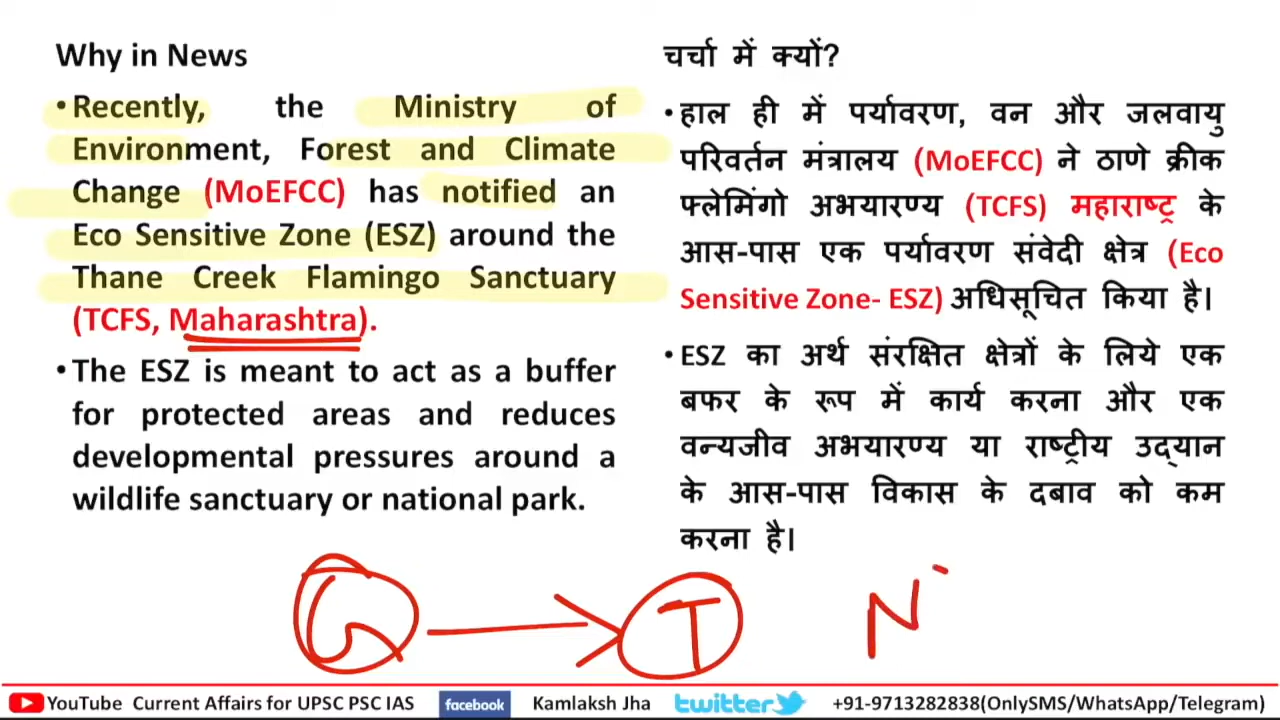 Why in News
•Recently, the Ministry of
Environment, Forest and Climate
Change (MoEFCC) has notified an
Eco Sensitive Zone (ESZ) around the
Thane Creek Flamingo Sanctuary
(TCFS, Maharashtra).
•The ESZ is meant to act as a buffer
for protected areas and reduces
developmental pressures around a
wildlife sanctuary or national park.
चर्चा में क्यों?
•हाल ही में पर्यावरण, वन और जलवायु
परिवर्तन मंत्रालय (MoEFCC) ने ठाणे क्रीक
फ्लेमिंगो अभयारण्य (TCFS) महाराष्ट्र के
आस-पास एक पर्यावरण संवेदी क्षेत्र (Eco
Sensitive Zone- ESZ) अधिसूचित किया है।
•ESZ का अर्थ संरक्षित क्षेत्रों के लिये एक
बफर के रूप में कार्य करना और एक
वन्यजीव अभयारण्य या राष्ट्रीय उद्यान
के आस-पास विकास के दबाव को कम
करना है।
G T N
YouTube Current Affairs for UPSC PSC IAS facebook Kamlaksh Jha twitter +91-9713282838(OnlySMS/WhatsApp/Telegram)